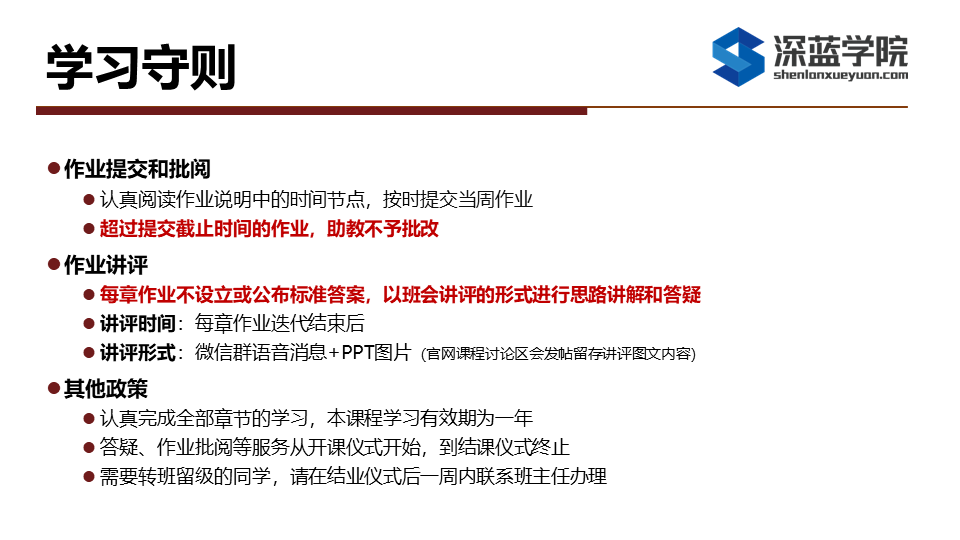 学习守则
深蓝学院
shenlanxueyuan.com
●作业提交和批阅
●认真阅读作业说明中的时间节点，按时提交当周作业
●超过提交截止时间的作业，助教不予批改
●作业讲评
●每章作业不设立或公布标准答案，以班会讲评的形式进行思路讲解和答疑
●讲评时间：每章作业迭代结束后
●讲评形式：微信群语音消息+PPT图片（官网课程讨论区会发帖留存讲评图文内容）
●其他政策
●认真完成全部章节的学习，本课程学习有效期为一年
●答疑、作业批阅等服务从开课仪式开始，到结课仪式终止
●需要转班留级的同学，请在结业仪式后一周内联系班主任办理